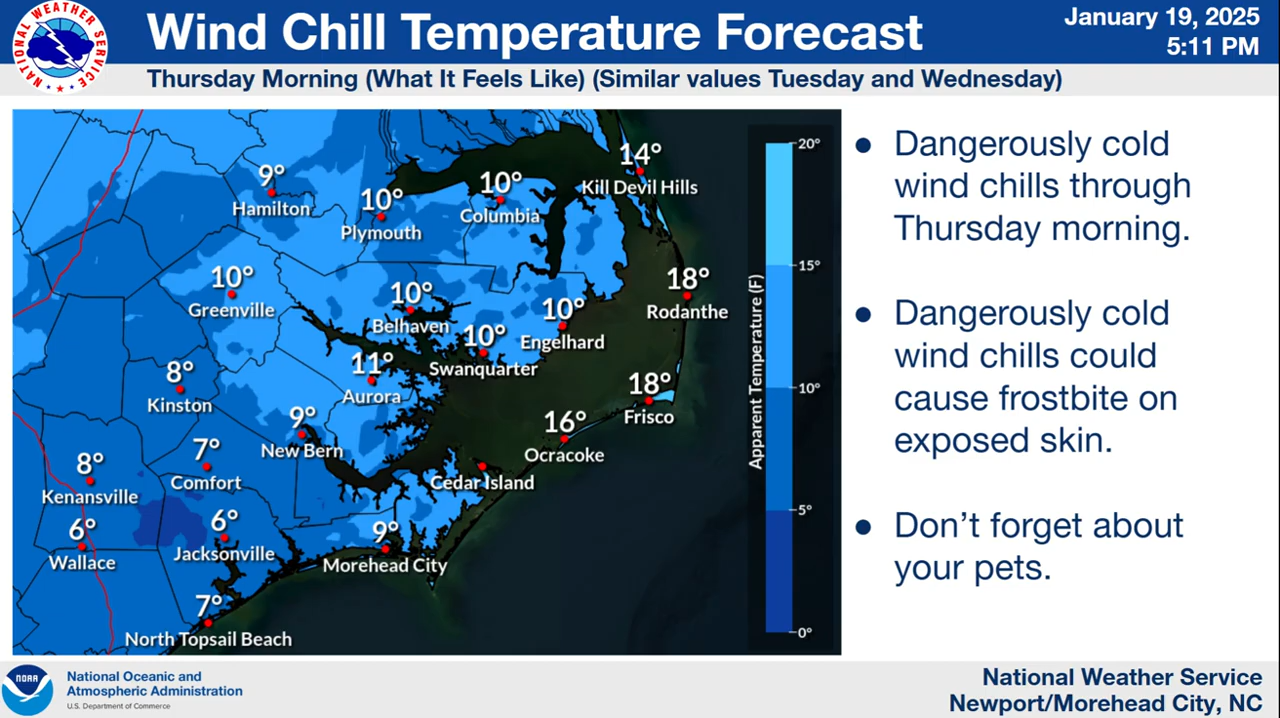 NATIONAL WEATHER SERVICE
Wind Chill Temperature Forecast
January 19, 2025
5:11 PM
Thursday Morning (What It Feels Like) (Similar values Tuesday and Wednesday)
14°
Kill Devil Hills
9°
Hamilton
10°
Plymouth
10°
Columbia
10°
Greenville
10°
Belhaven
10°
Swanquarter
10°
Engelhard
18°
Rodanthe
11°
Aurora
8°
Kinston
18°
Frisco
9°
New Bern
16°
Ocracoke
7°
Comfort
8°
Kenansville
Cedar Island
6°
Wallace
6°
Jacksonville
9°
Morehead City
7°
North Topsail Beach
Apparent Temperature (F)
20°
15°
10°
5°
0°
● Dangerously cold
wind chills through
Thursday morning.
● Dangerously cold
wind chills could
cause frostbite on
exposed skin.
● Don’t forget about
your pets.
NOAA
National Oceanic and
Atmospheric Administration
U.S. Department of Commerce
National Weather Service
Newport/Morehead City, NC